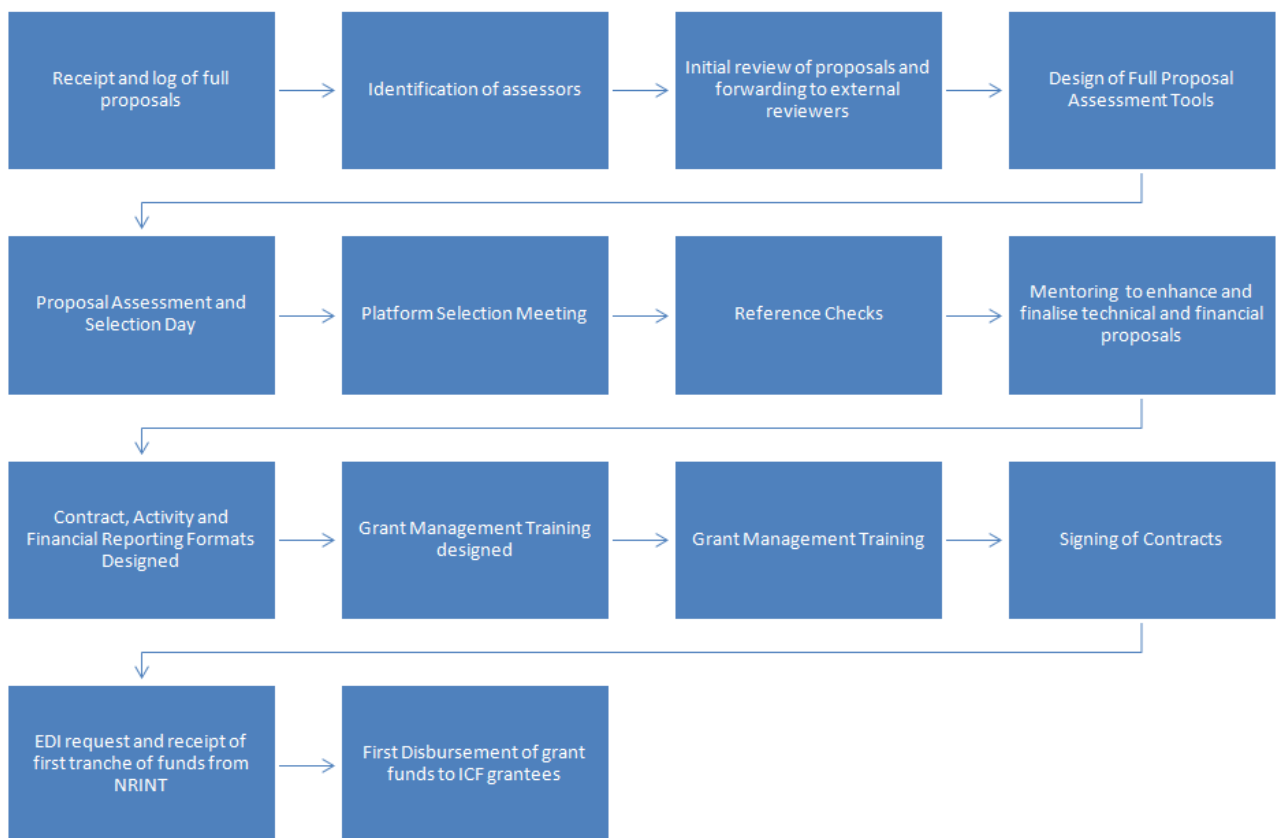 Receipt and log of full
proposals
Identification of assessors
Initial review of proposals and
forwarding to external
reviewers
Design of Full Proposal
Assessment Tools
Proposal Assessment and
Selection Day
Platform Selection Meeting
Reference Checks
Mentoring to enhance and
finalise technical and financial
proposals
Contract, Activity and
Financial Reporting Formats
Designed
Grant Management Training
designed
Grant Management Training
Signing of Contracts
EDI request and receipt of
first tranche of funds from
NRINT
First Disbursement of grant
funds to ICF grantees